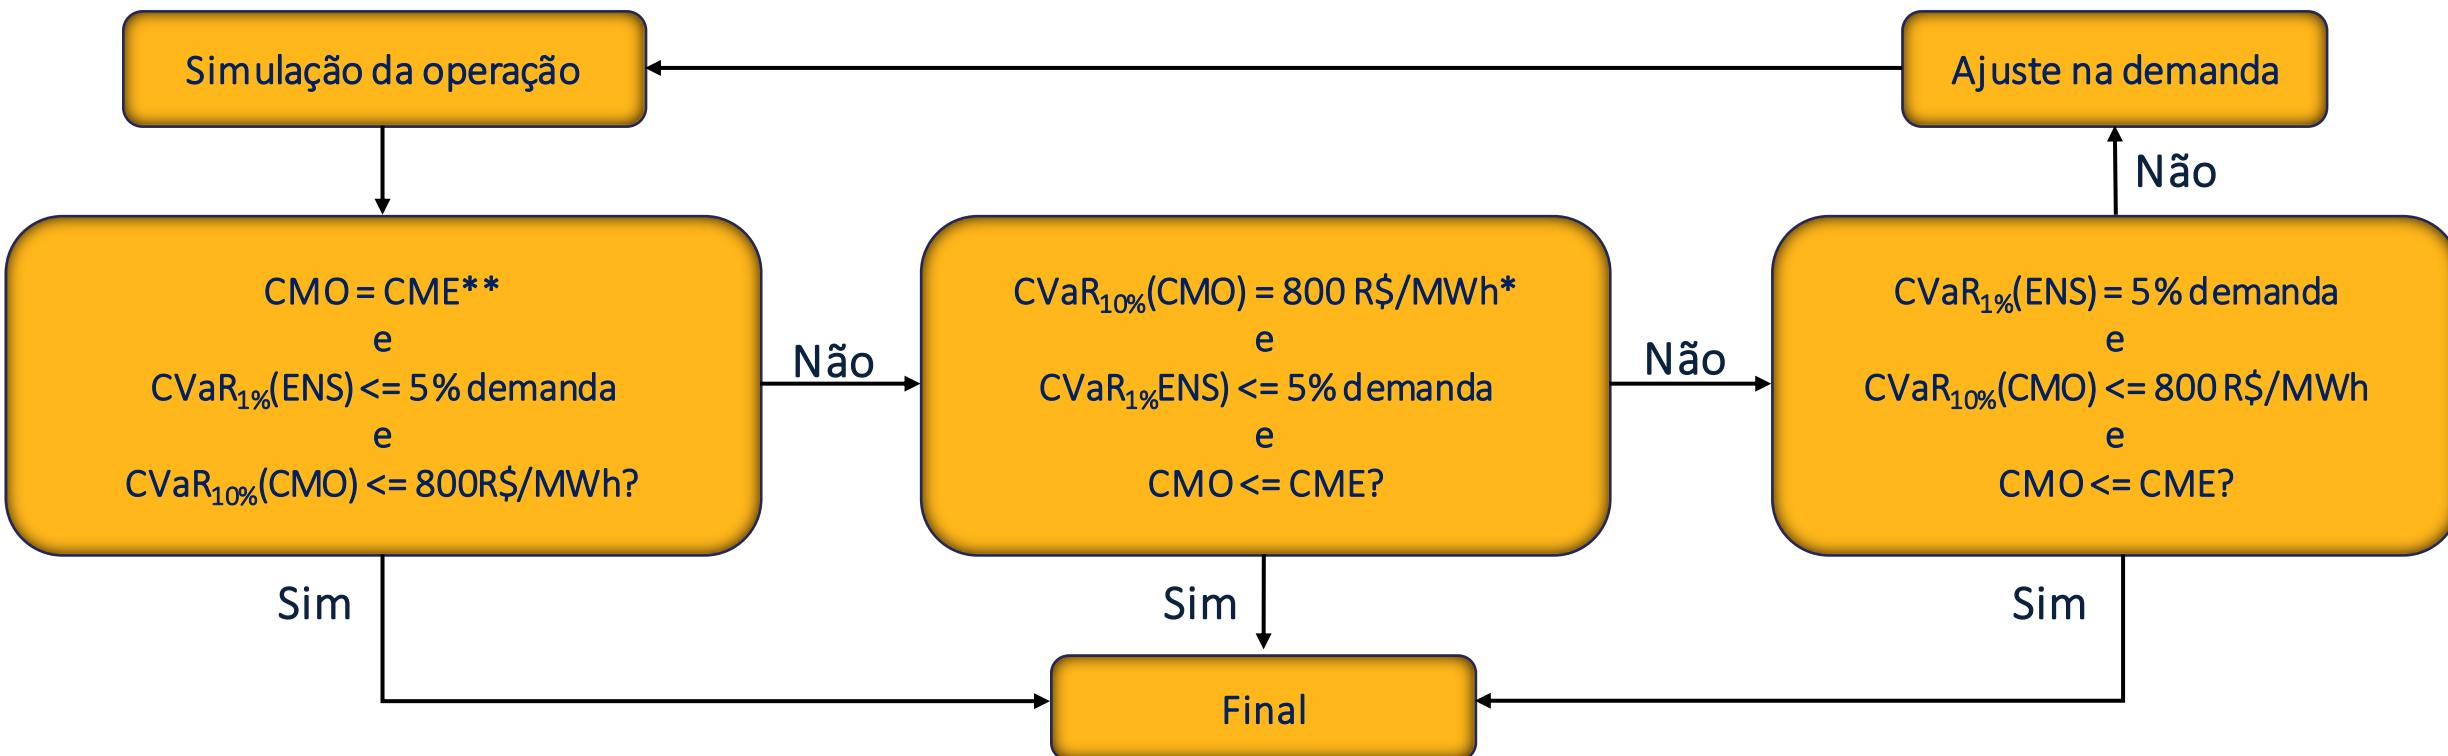 Simulação da operação
Ajuste na demanda
Não
CMO = CME**
e
CVaR1%(ENS) <= 5% demanda
e
CVaR10%(CMO) <= 800R$/MWh?
Não
CVaR10%(CMO) = 800 R$/MWh*
e
CVaR1%ENS) <= 5% demanda
e
CMO <= CME?
Não
CVaR1%(ENS) = 5% demanda
e
CVaR10%(CMO) <= 800 R$/MWh
e
CMO <= CME?
Sim
Sim
Sim
Final